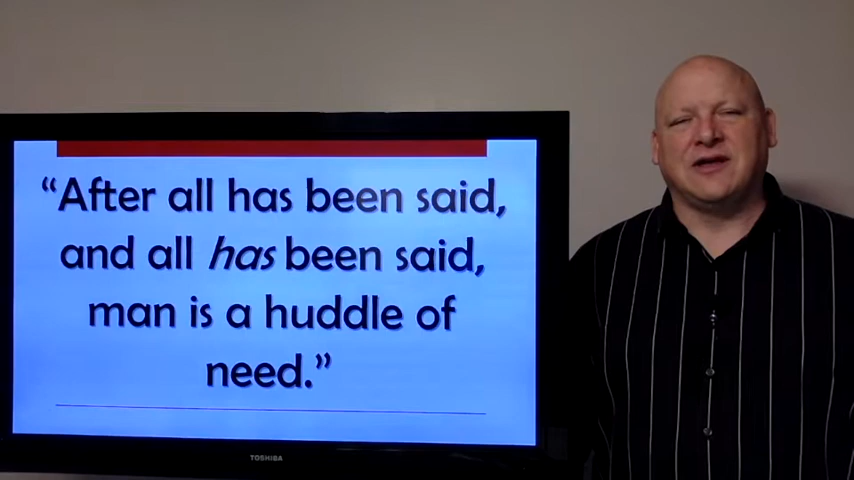 “After all has been said,
and all has been said,
man is a huddle of
need.”
TOSHIBA